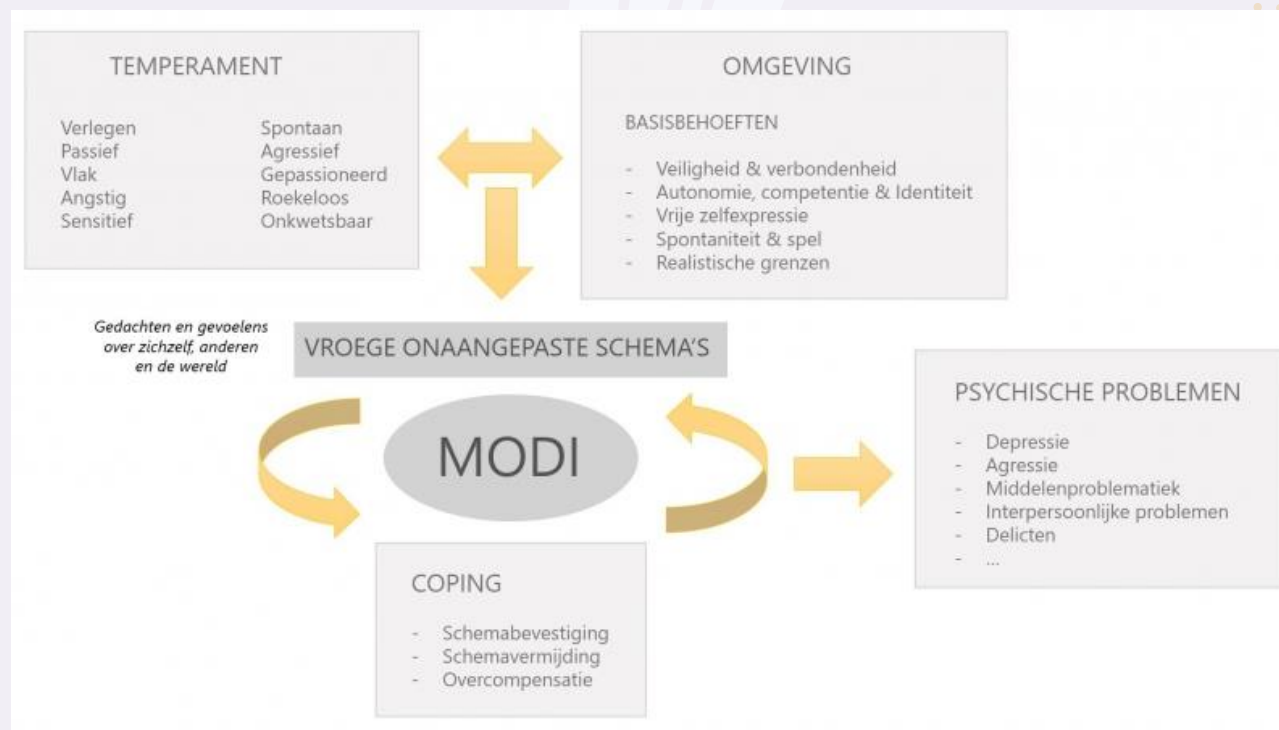 TEMPERAMENT
Verlegen
Passief
Vlak
Angstig
Sensitief
Spontaan
Agressief
Gepassioneerd
Roekeloos
Onkwetsbaar
OMGEVING
BASISBEHOEFTEN
- Veiligheid & verbondenheid
- Autonomie, competentie & Identiteit
- Vrije zelfexpressie
- Spontaniteit & spel
- Realistische grenzen
Gedachten en gevoelens
over zichzelf, anderen
en de wereld
VROEGE ONAANGEPASTE SCHEMA'S
MODI
COPING
- Schemabevestiging
- Schemavermijding
- Overcompensatie
PSYCHISCHE PROBLEMEN
- Depressie
- Agressie
- Middelenproblematiek
- Interpersoonlijke problemen
- Delicten
- ...